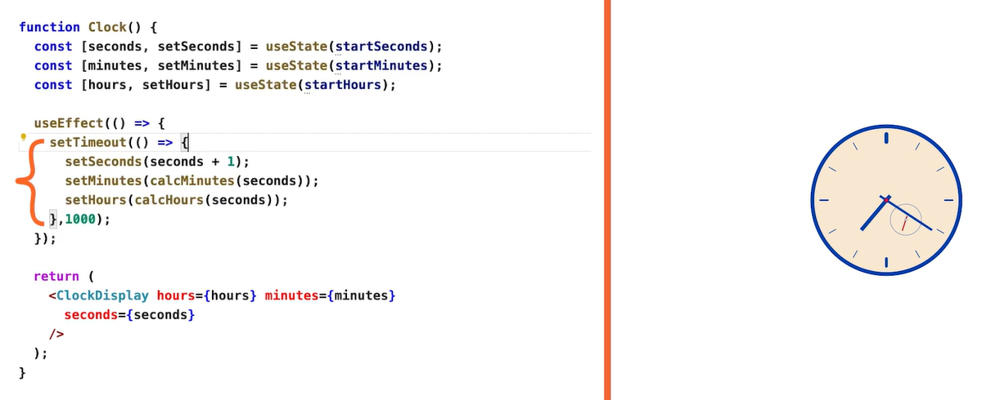 function Clock() {
const [seconds, setSeconds] = useState(startSeconds);
const [minutes, setMinutes] = useState(startMinutes);
const [hours, setHours] = useState(startHours);
useEffect(() => {
setTimeout(() => {
setSeconds(seconds + 1);
setMinutes(calcMinutes(seconds));
setHours(calcHours(seconds));
},1000);
});
return (
<ClockDisplay hours={hours} minutes={minutes}
seconds={seconds}
/>
);
}